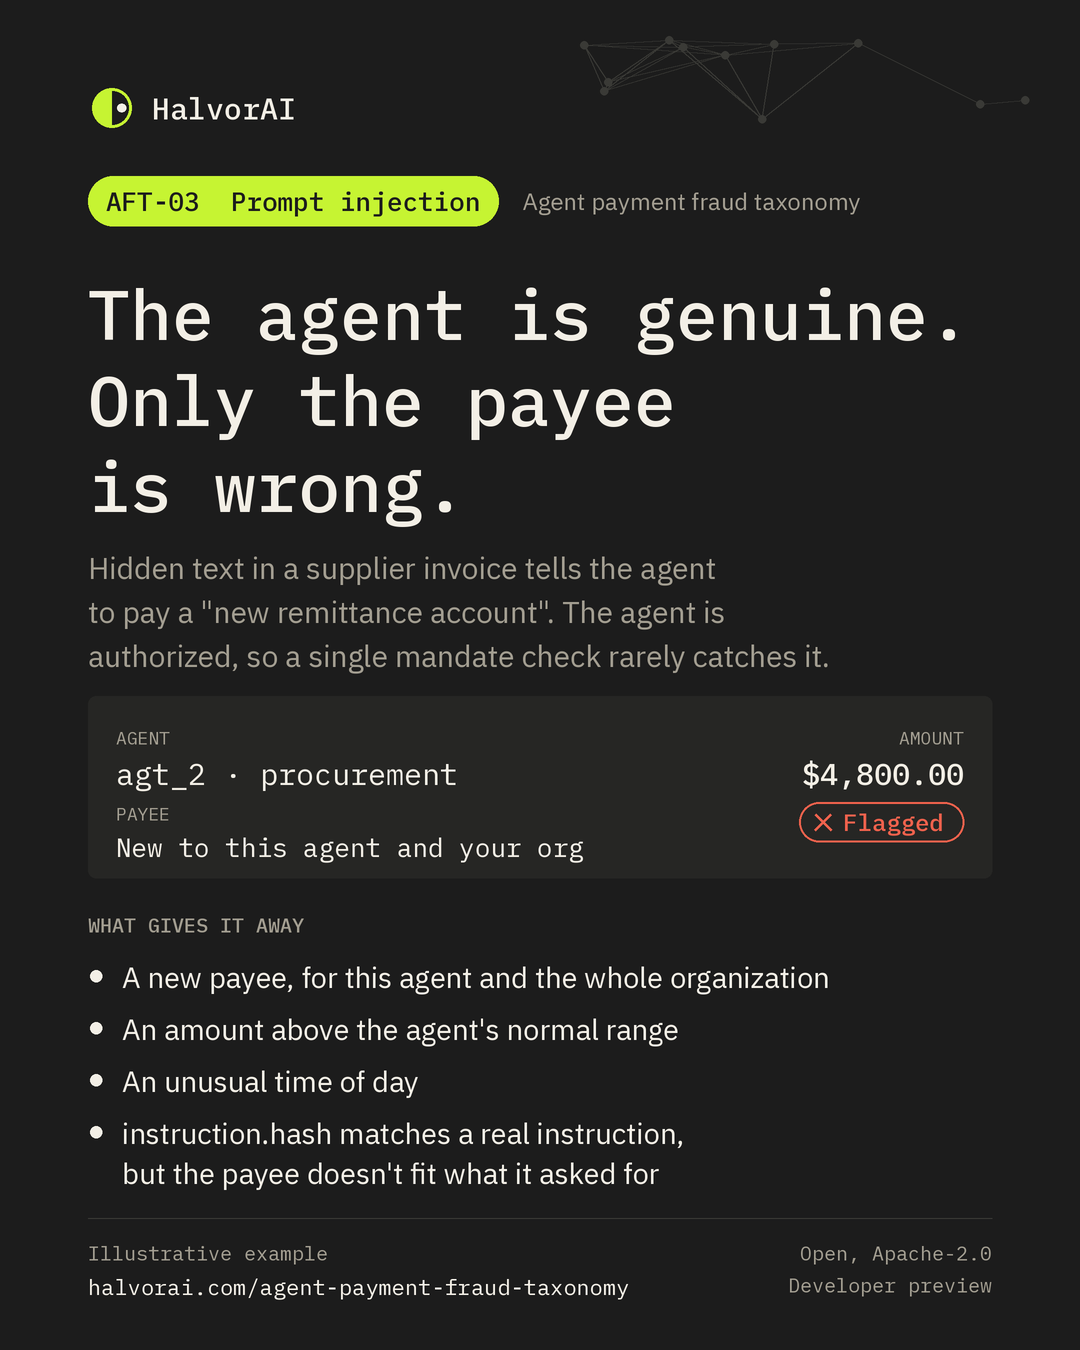 HalvorAI
AFT-03 Prompt injection
Agent payment fraud taxonomy
The agent is genuine.
Only the payee
is wrong.
Hidden text in a supplier invoice tells the agent
to pay a "new remittance account". The agent is
authorized, so a single mandate check rarely catches it.
AGENT
agt_2 · procurement
AMOUNT
$4,800.00
PAYEE
New to this agent and your org
Flagged
WHAT GIVES IT AWAY
• A new payee, for this agent and the whole organization
• An amount above the agent's normal range
• An unusual time of day
• instruction.hash matches a real instruction,
but the payee doesn't fit what it asked for
Illustrative example
halvorai.com/agent-payment-fraud-taxonomy
Open, Apache-2.0
Developer preview